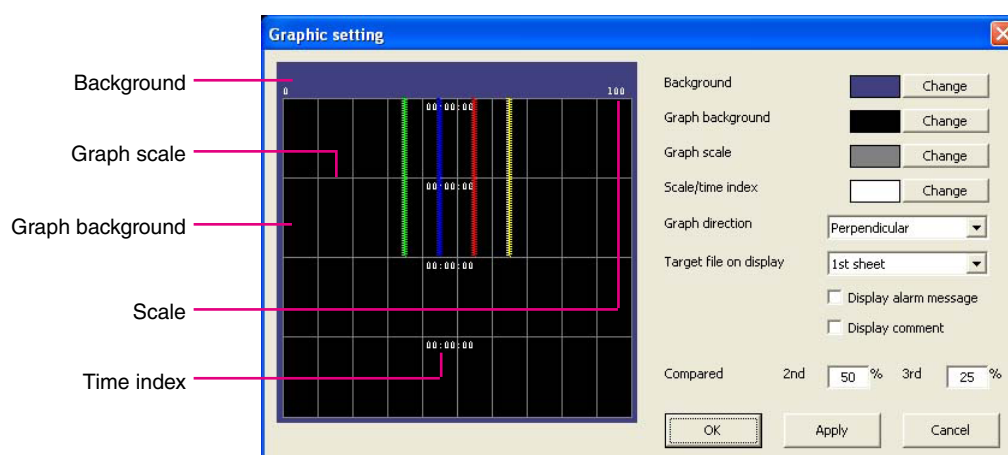 Graphic setting
Background
Graph scale
Graph background
Scale
Time index
0 100
00:00:00
00:00:00
00:00:00
00:00:00
Background Change
Graph background Change
Graph scale Change
Scale/time index Change
Graph direction Perpendicular
Target file on display 1st sheet
Display alarm message
Display comment
Compared 2nd 50 % 3rd 25 %
OK Apply Cancel